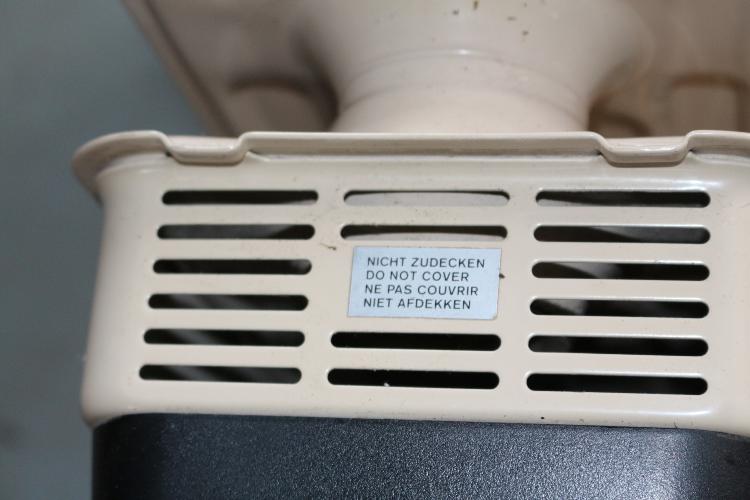 NICHT ZUDECKEN
DO NOT COVER
NE PAS COUVRIR
NIET AFDEKKEN